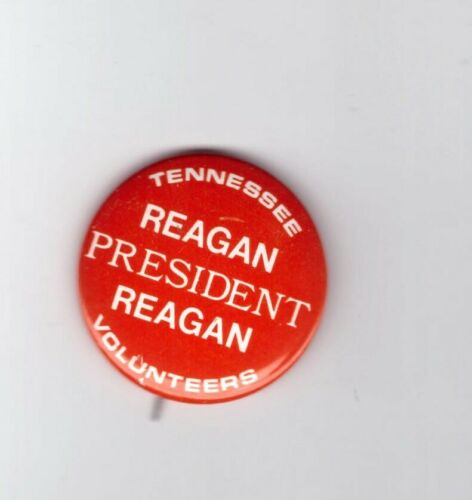 TENNESSEE
REAGAN
PRESIDENT
REAGAN
VOLUNTEERS